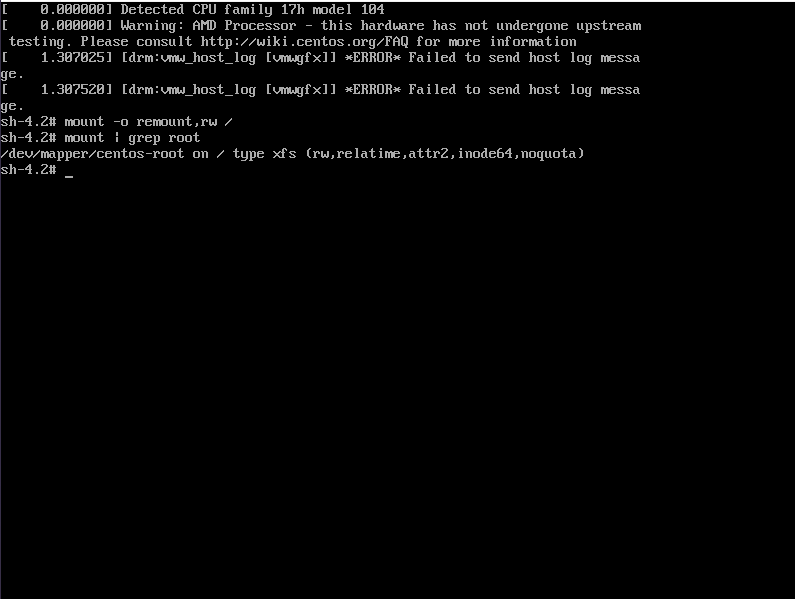 [    0.000000] Detected CPU family 17h model 104
[    0.000000] Warning: AMD Processor - this hardware has not undergone upstream
 testing. Please consult http://wiki.centos.org/FAQ for more information
[    1.307025] [drm:vmw_host_log [vmwgfx]] *ERROR* Failed to send host log messa
ge.
[    1.307520] [drm:vmw_host_log [vmwgfx]] *ERROR* Failed to send host log messa
ge.
sh-4.2# mount -o remount,rw /
sh-4.2# mount | grep root
/dev/mapper/centos-root on / type xfs (rw,relatime,attr2,inode64,noquota)
sh-4.2# _